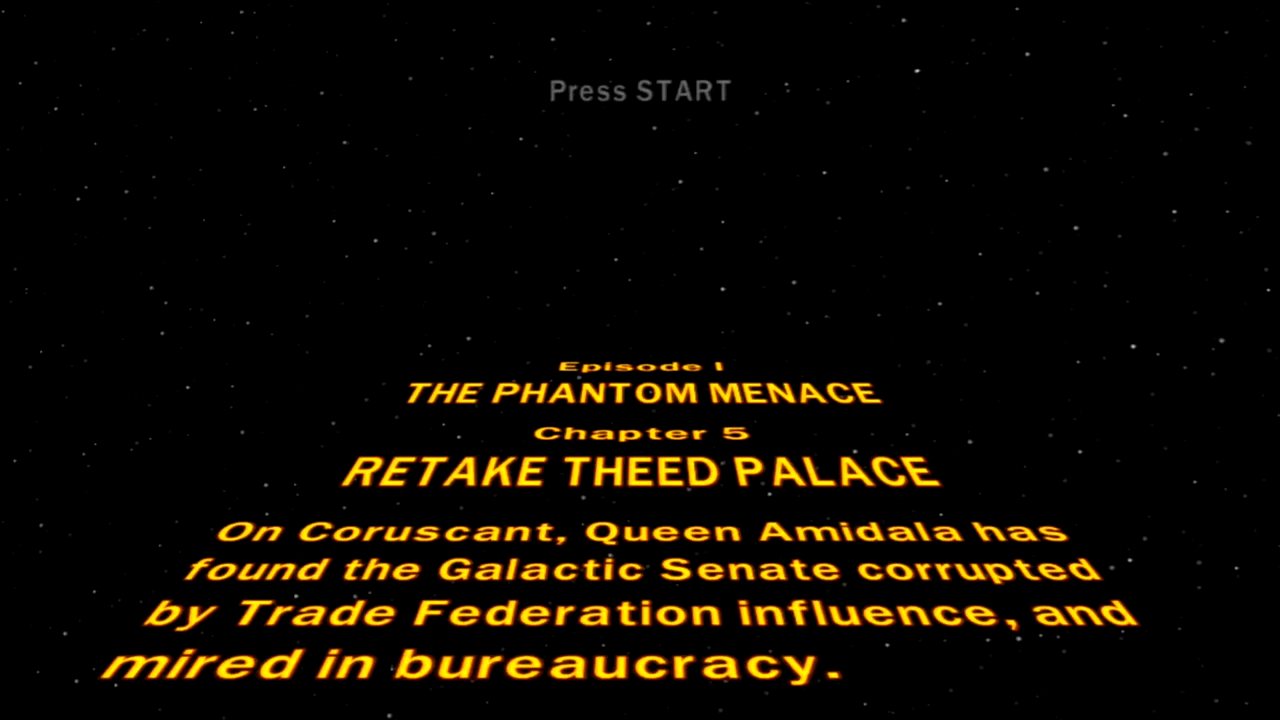 Press START
Episode I
THE PHANTOM MENACE
Chapter 5
RETAKE THEED PALACE
On Coruscant, Queen Amidala has
found the Galactic Senate corrupted
by Trade Federation influence, and
mired in bureaucracy.